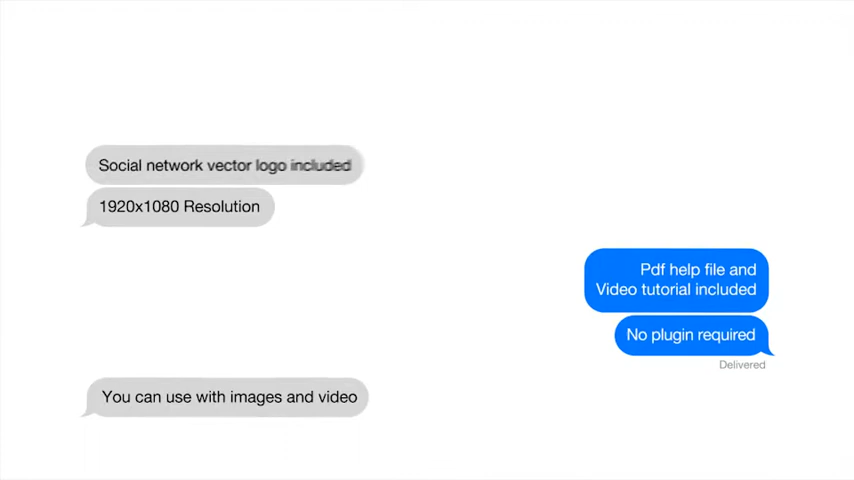 Social network vector logo included
1920x1080 Resolution
Pdf help file and
Video tutorial included
No plugin required
Delivered
You can use with images and video